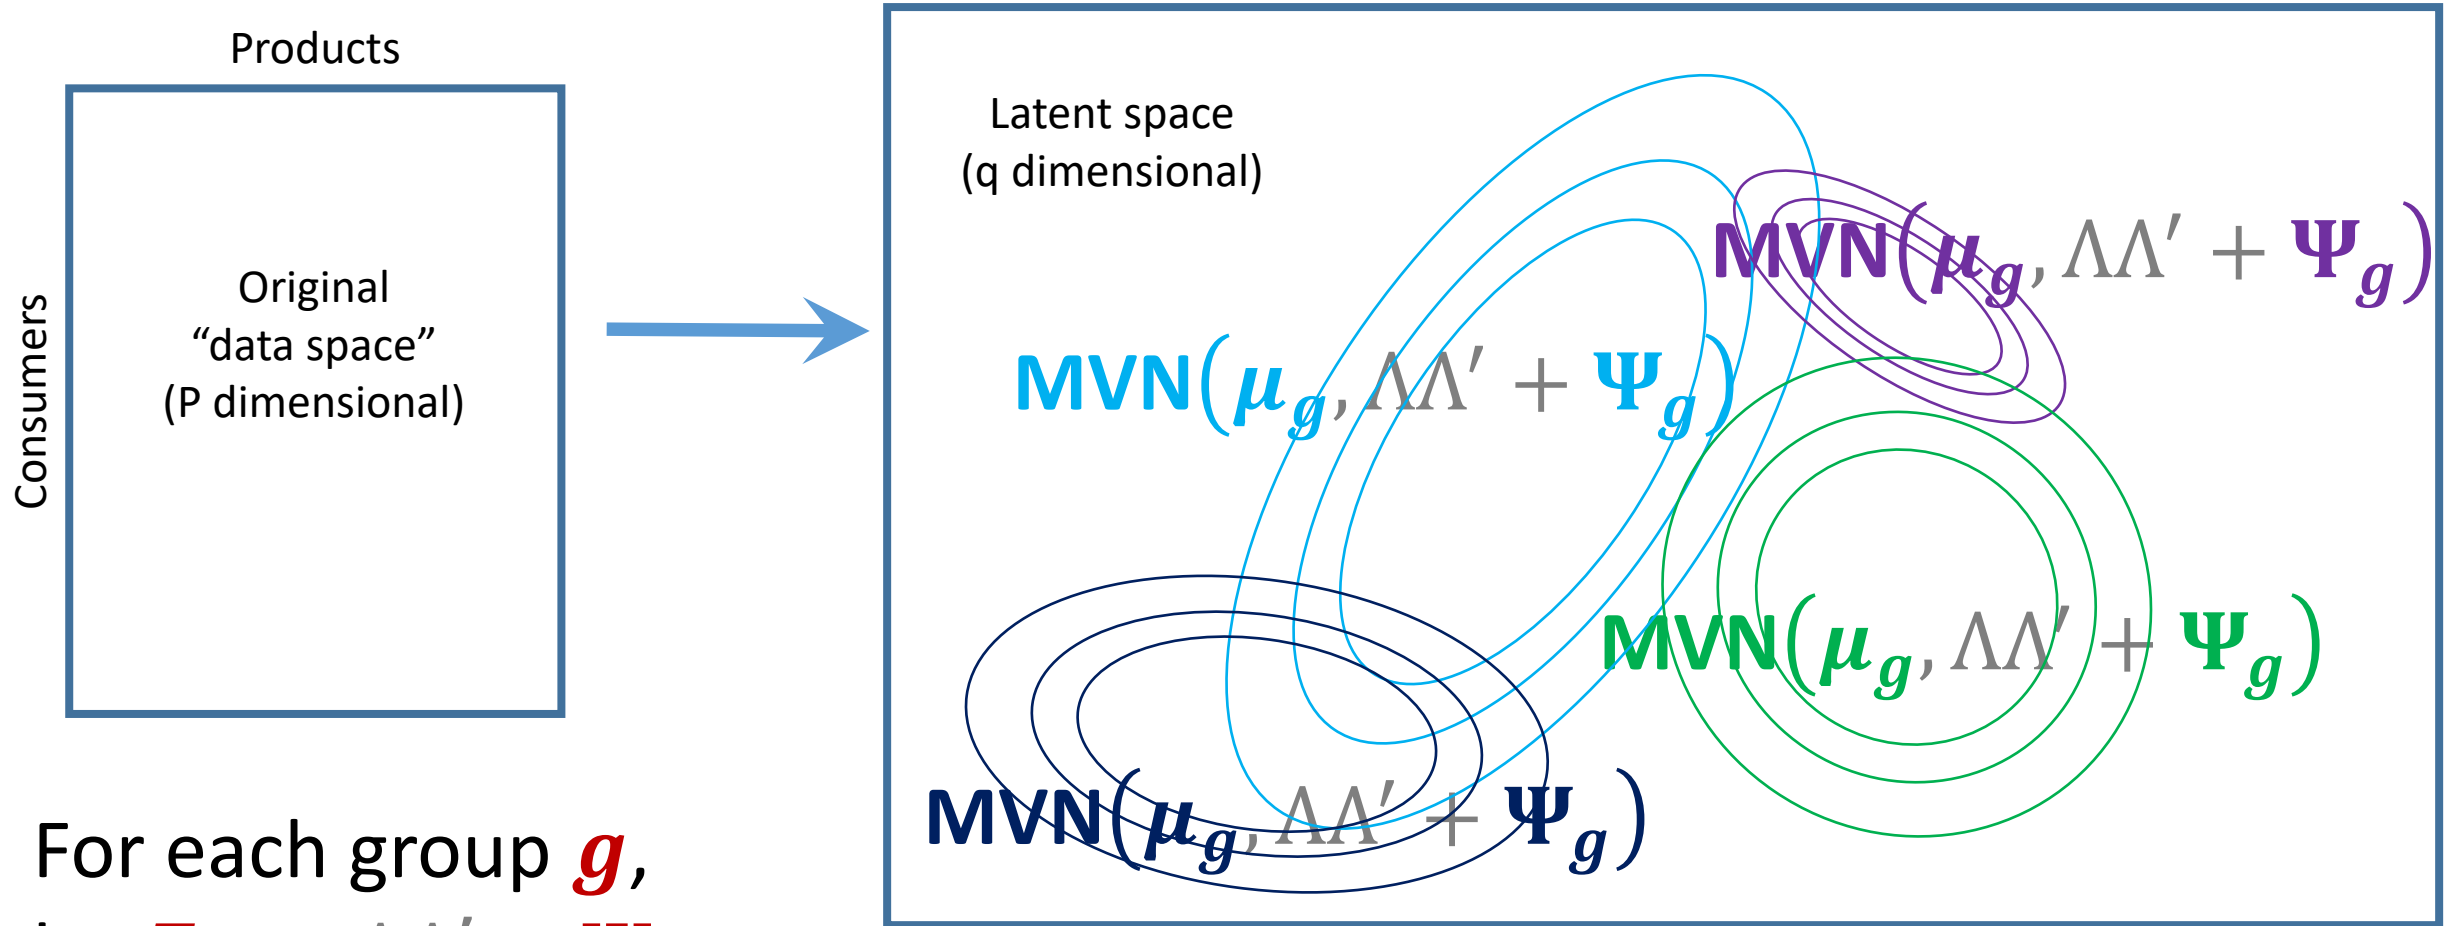 Products
Consumers
Original
“data space”
(P dimensional)
Latent space
(q dimensional)
MVN(μg, ΛΛ′ + Ψg)
MVN(μg, ΛΛ′ + Ψg)
MVN(μg, ΛΛ′ + Ψg)
MVN(μg, ΛΛ′ + Ψg)
For each group g,